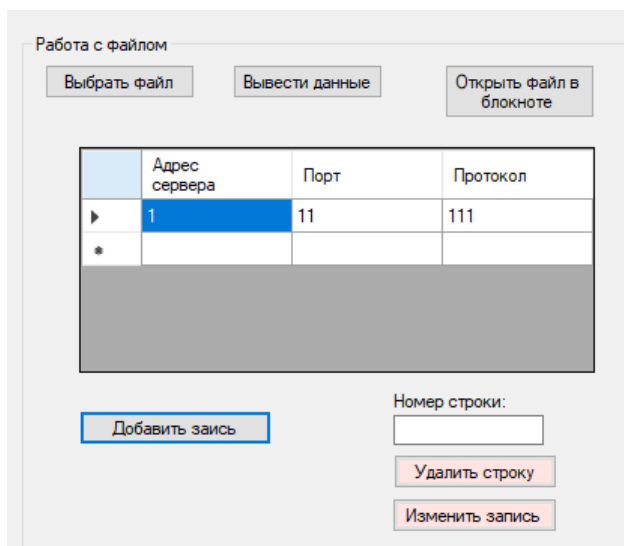 Работа с файлом
Выбрать файл
Вывести данные
Открыть файл в
блокноте
Адрес
сервера
Порт
Протокол
1
11
111
Номер строки:
Добавить заись
Удалить строку
Изменить запись